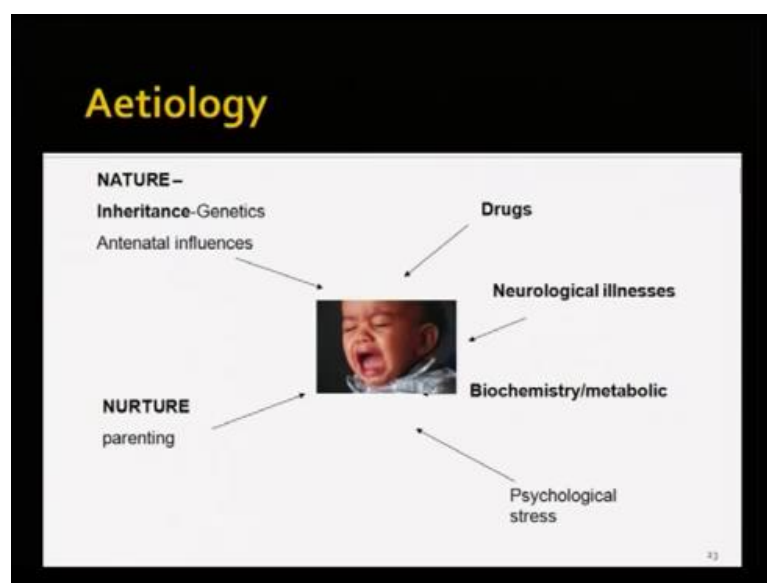 Aetiology
NATURE –
Inheritance-Genetics
Antenatal influences
Drugs
Neurological illnesses
Biochemistry/metabolic
NURTURE
parenting
Psychological
stress
23